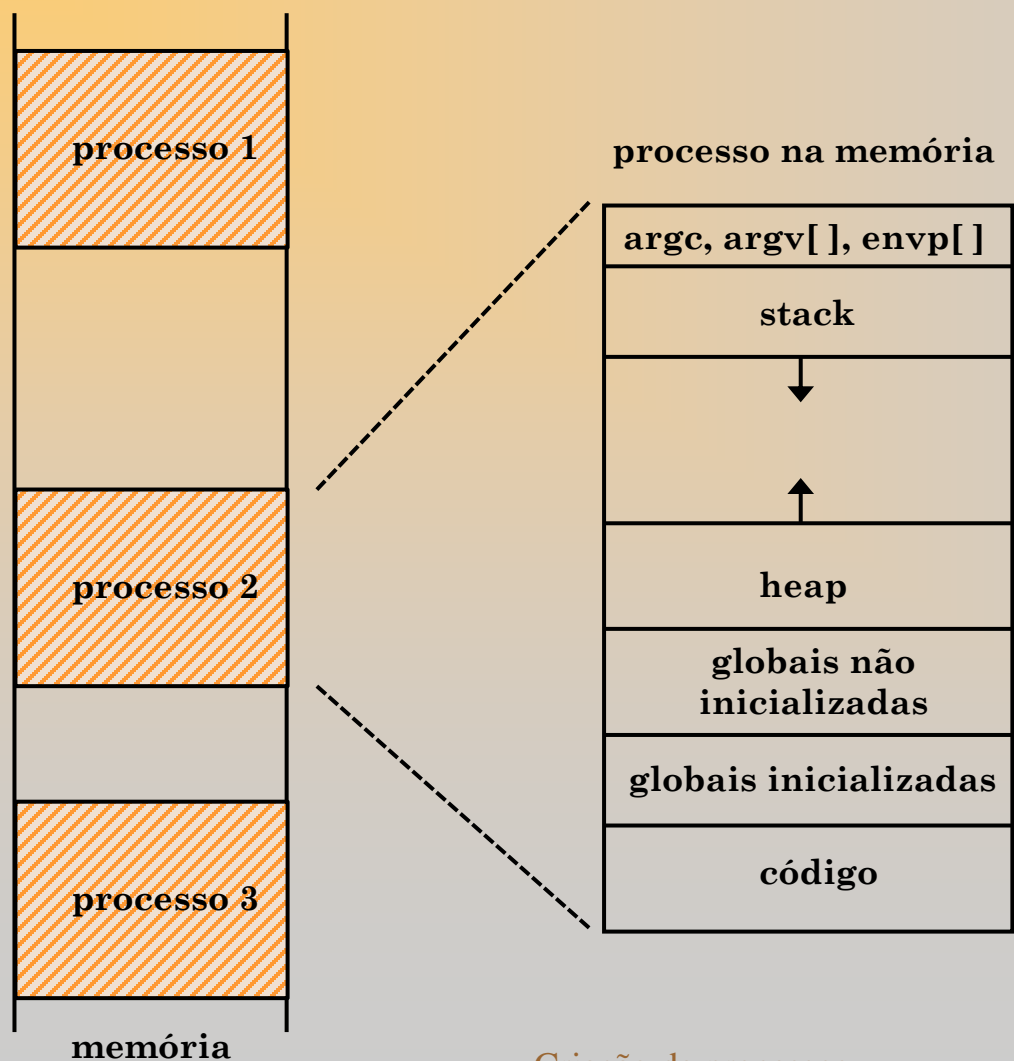 processo 1
processo na memória
argc, argv[ ], envp[ ]
stack
processo 2
heap
globais não
inicializadas
globais inicializadas
código
processo 3
memória